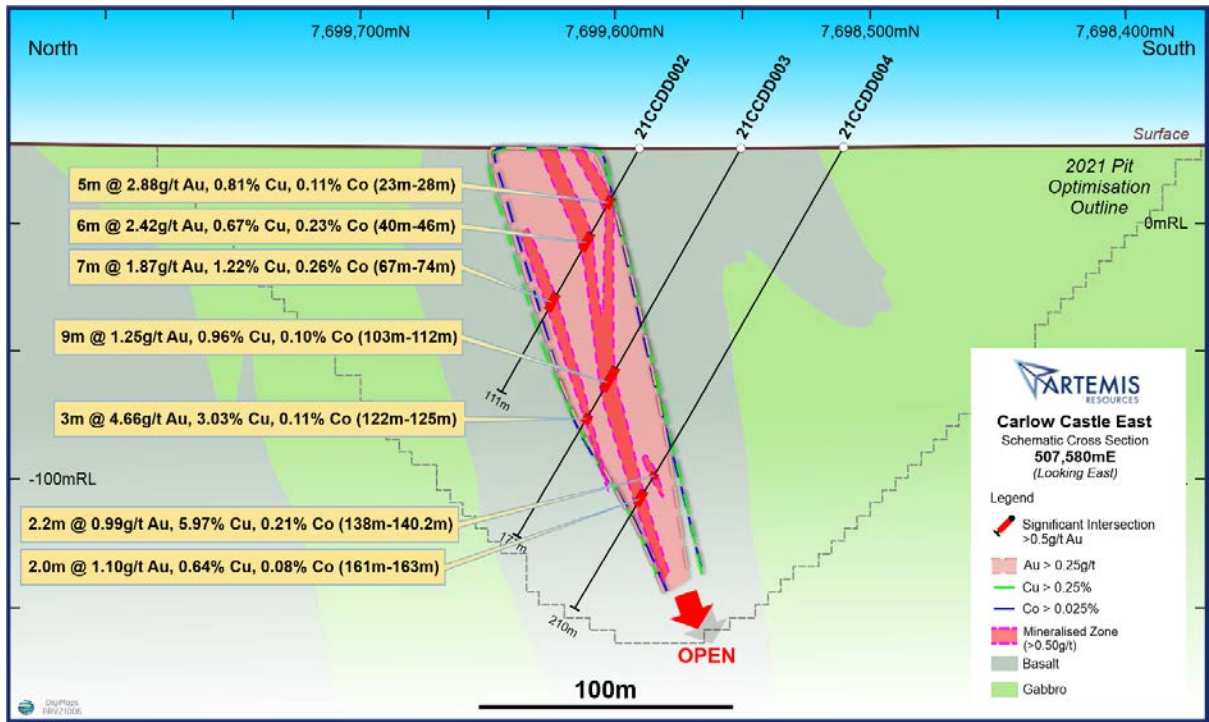 North
7,699,700mN
7,699,600mN
7,698,500mN
7,698,400mN
South
21CCDD002
21CCDD003
21CCDD004
Surface
2021 Pit
Optimisation
Outline
0mRL
5m @ 2.88g/t Au, 0.81% Cu, 0.11% Co (23m-28m)
6m @ 2.42g/t Au, 0.67% Cu, 0.23% Co (40m-46m)
7m @ 1.87g/t Au, 1.22% Cu, 0.26% Co (67m-74m)
9m @ 1.25g/t Au, 0.96% Cu, 0.10% Co (103m-112m)
111m
3m @ 4.66g/t Au, 3.03% Cu, 0.11% Co (122m-125m)
-100mRL
2.2m @ 0.99g/t Au, 5.97% Cu, 0.21% Co (138m-140.2m)
2.0m @ 1.10g/t Au, 0.64% Cu, 0.08% Co (161m-163m)
210m
OPEN
100m
ARTEMIS
RESOURCES
Carlow Castle East
Schematic Cross Section
507,580mE
(Looking East)
Legend
Significant Intersection
>0.5g/t Au
Au > 0.25g/t
Cu > 0.25%
Co > 0.025%
Mineralised Zone
(>0.50g/t)
Basalt
Gabbro
DigiMaps